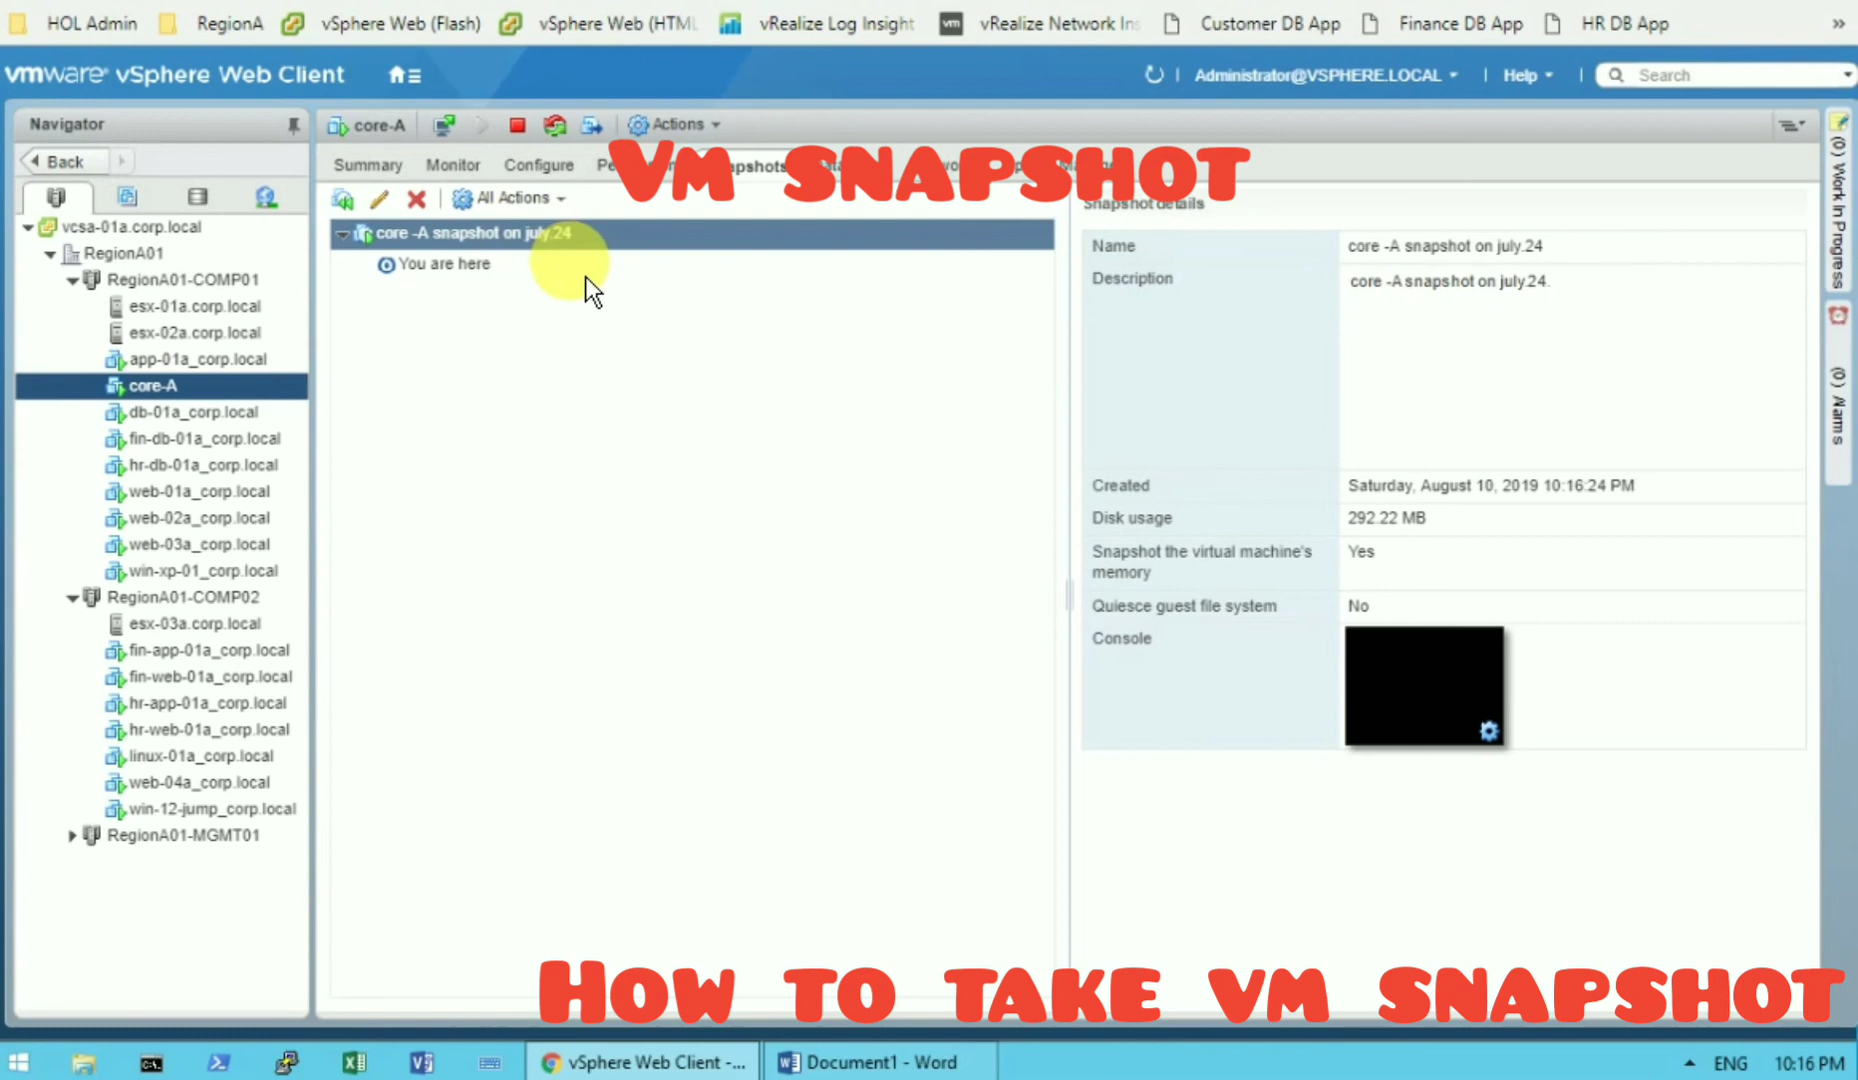 HOL Admin RegionA vSphere Web (Flash) vSphere Web (HTML vRealize Log Insight vRealize Network Ins Customer DB App Finance DB App HR DB App »
vmware® vSphere Web Client Administrator@VSPHERE.LOCAL Help Search
Navigator core-A Actions
Back Summary Monitor Configure Pe apshots
VM SNAPSHOT
All Actions
Snapshot details
vcsa-01a.corp.local
RegionA01
RegionA01-COMP01
esx-01a.corp.local
esx-02a.corp.local
app-01a_corp.local
core-A
db-01a_corp.local
fin-db-01a_corp.local
hr-db-01a_corp.local
web-01a_corp.local
web-02a_corp.local
web-03a_corp.local
win-xp-01_corp.local
RegionA01-COMP02
esx-03a.corp.local
fin-app-01a_corp.local
fin-web-01a_corp.local
hr-app-01a_corp.local
hr-web-01a_corp.local
linux-01a_corp.local
web-04a_corp.local
win-12-jump_corp.local
RegionA01-MGMT01
core -A snapshot on july.24
You are here
Name core -A snapshot on july.24
Description core -A snapshot on july.24.
Created Saturday, August 10, 2019 10:16:24 PM
Disk usage 292.22 MB
Snapshot the virtual machine's Yes
memory
Quiesce guest file system No
Console
(0) Work In Progress
(0) Alarms
HOW TO TAKE VM SNAPSHOT
vSphere Web Client -... Document1 - Word ENG 10:16 PM